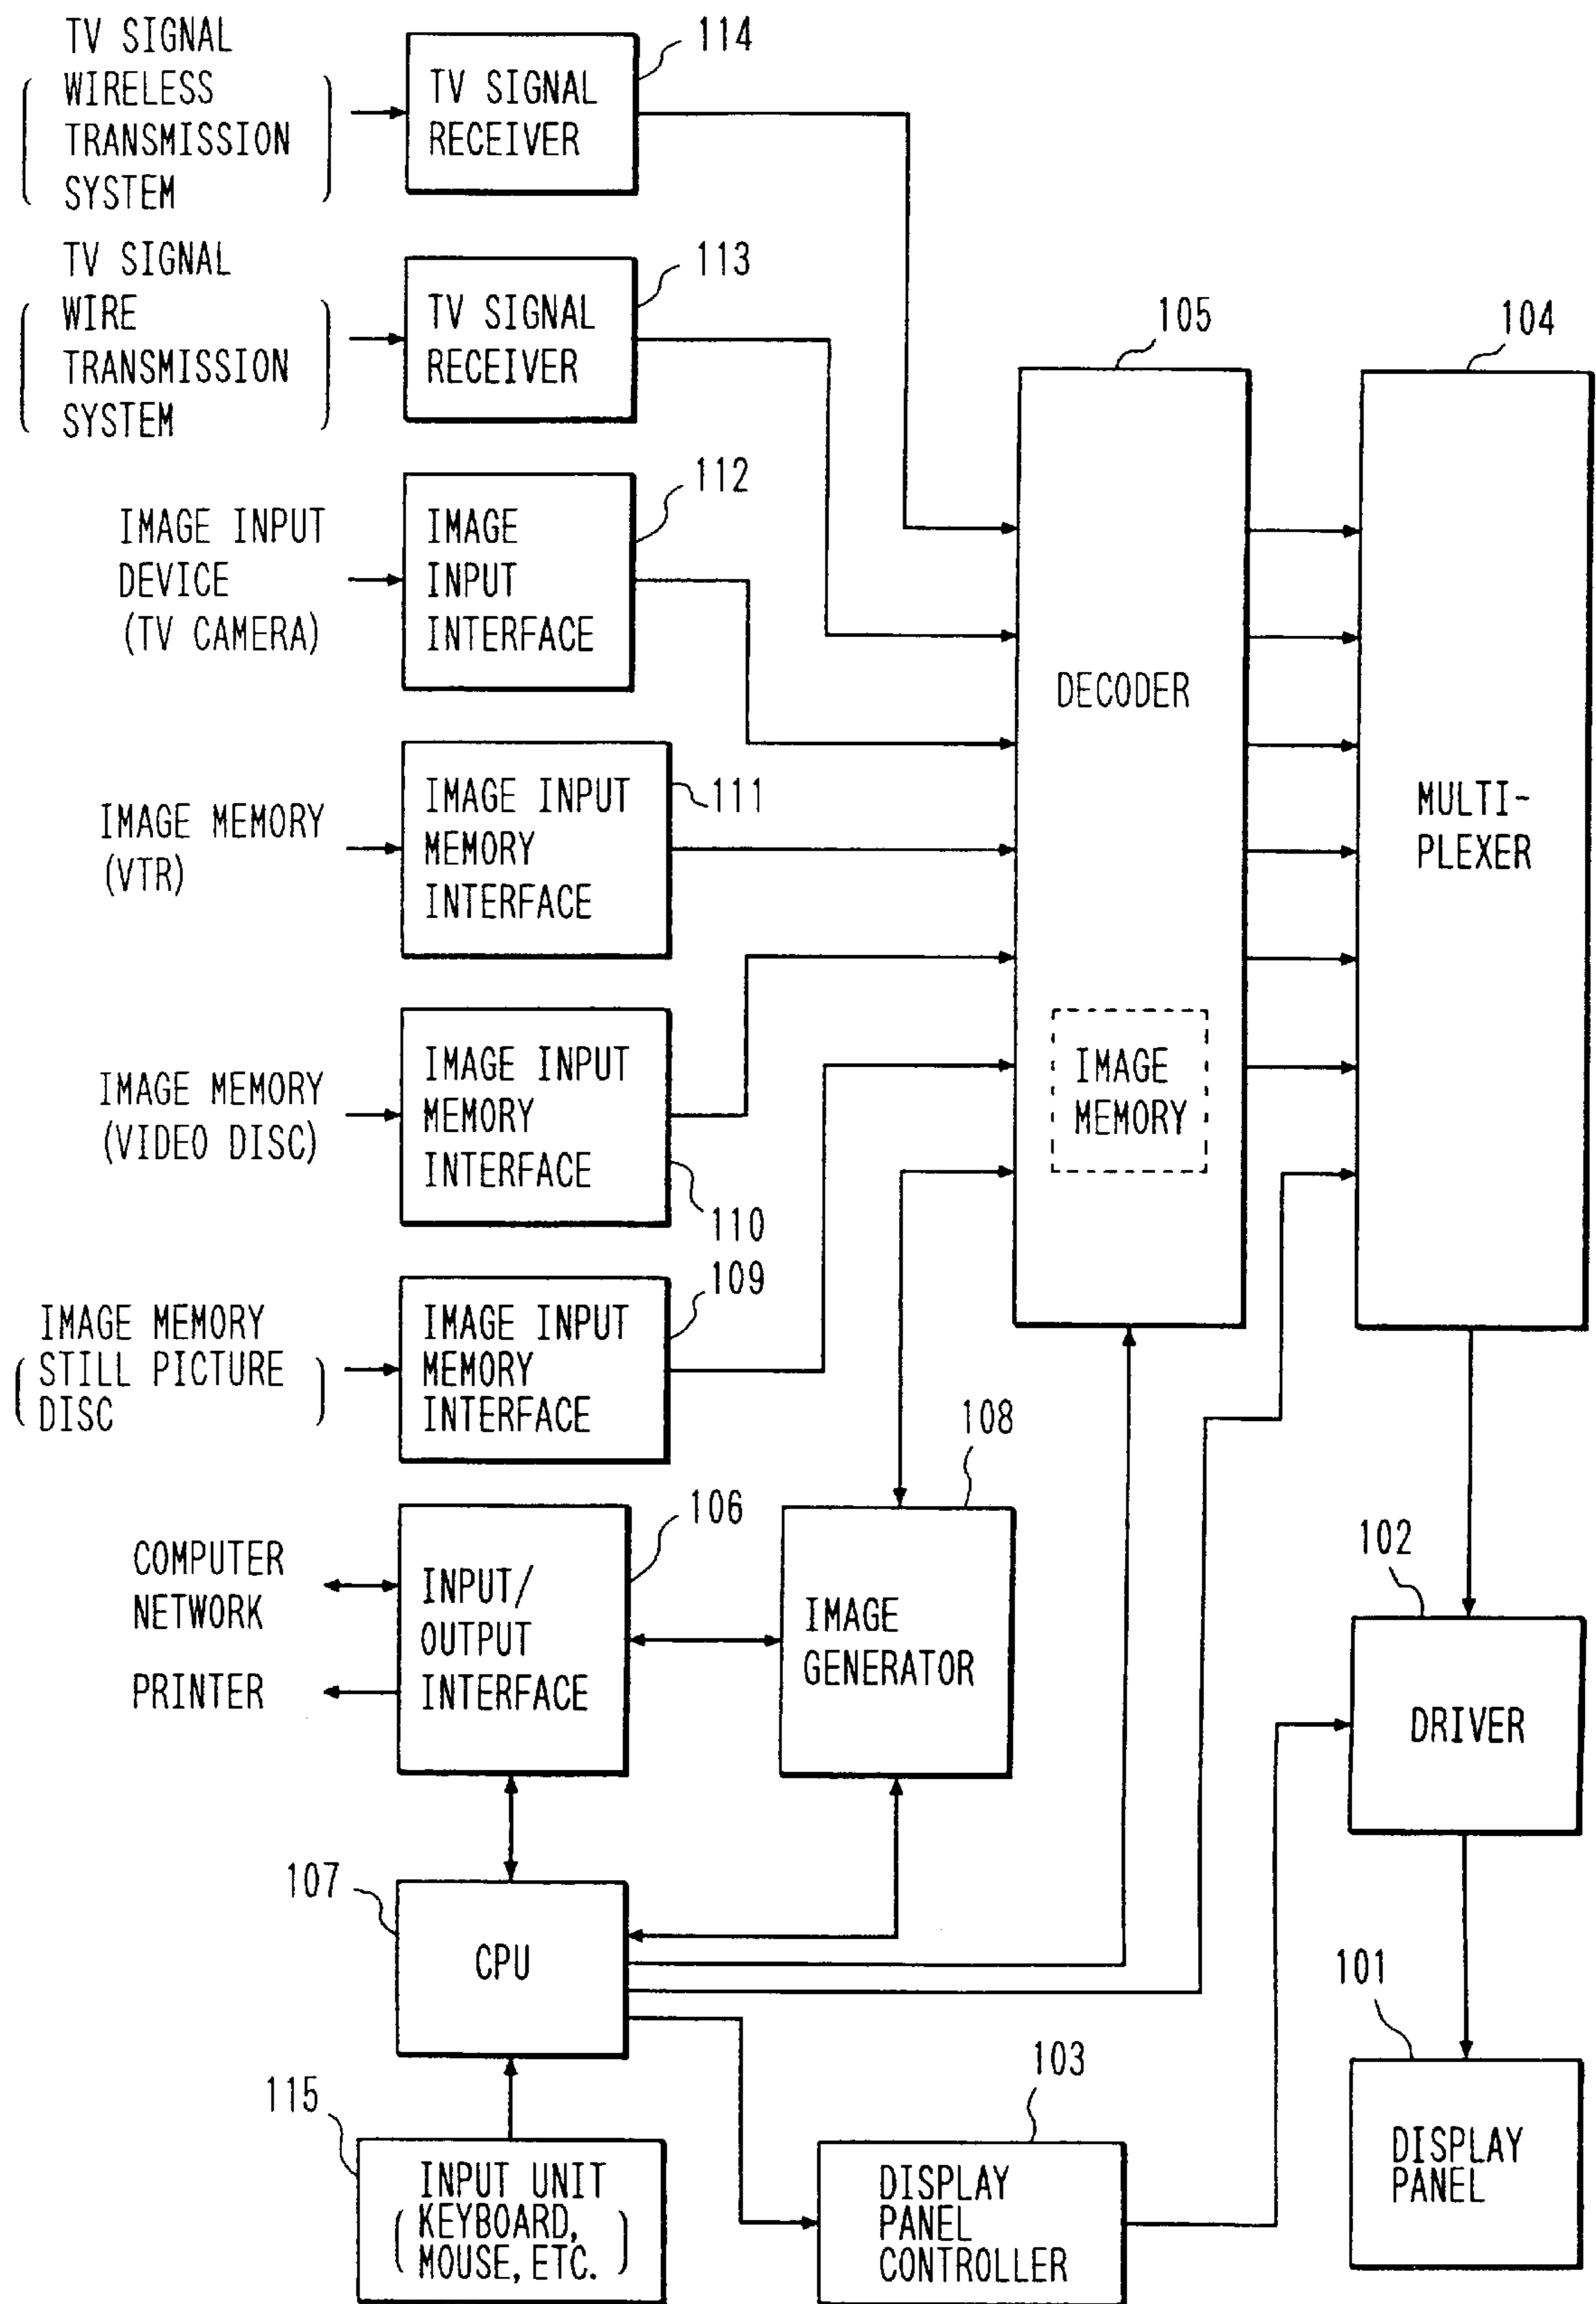 TV SIGNAL
WIRELESS
TRANSMISSION
SYSTEM
TV SIGNAL
RECEIVER
114
TV SIGNAL
WIRE
TRANSMISSION
SYSTEM
TV SIGNAL
RECEIVER
113
IMAGE INPUT
DEVICE
(TV CAMERA)
IMAGE
INPUT
INTERFACE
112
IMAGE MEMORY
(VTR)
IMAGE INPUT
MEMORY
INTERFACE
111
IMAGE MEMORY
(VIDEO DISC)
IMAGE INPUT
MEMORY
INTERFACE
110
IMAGE MEMORY
(STILL PICTURE
DISC)
IMAGE INPUT
MEMORY
INTERFACE
109
105
DECODER
IMAGE
MEMORY
104
MULTI-
PLEXER
COMPUTER
NETWORK
PRINTER
INPUT/
OUTPUT
INTERFACE
106
IMAGE
GENERATOR
108
102
DRIVER
107
CPU
101
DISPLAY
PANEL
115
INPUT UNIT
(KEYBOARD,
MOUSE, ETC.)
103
DISPLAY
PANEL
CONTROLLER